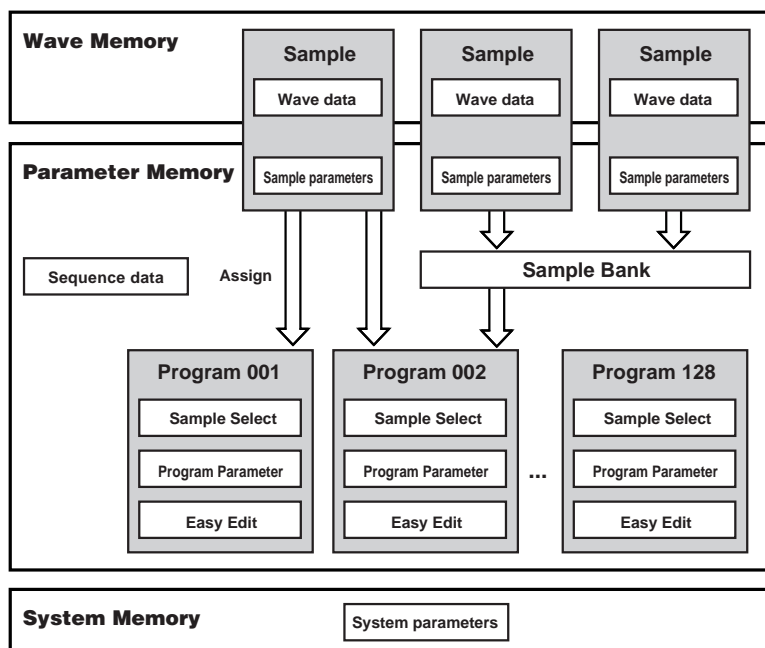 Wave Memory
Sample
Sample
Sample
Wave data
Wave data
Wave data
Parameter Memory
Sample parameters
Sample parameters
Sample parameters
Sequence data
Assign
Sample Bank
Program 001
Program 002
Program 128
Sample Select
Sample Select
Sample Select
Program Parameter
Program Parameter
...
Program Parameter
Easy Edit
Easy Edit
Easy Edit
System Memory
System parameters